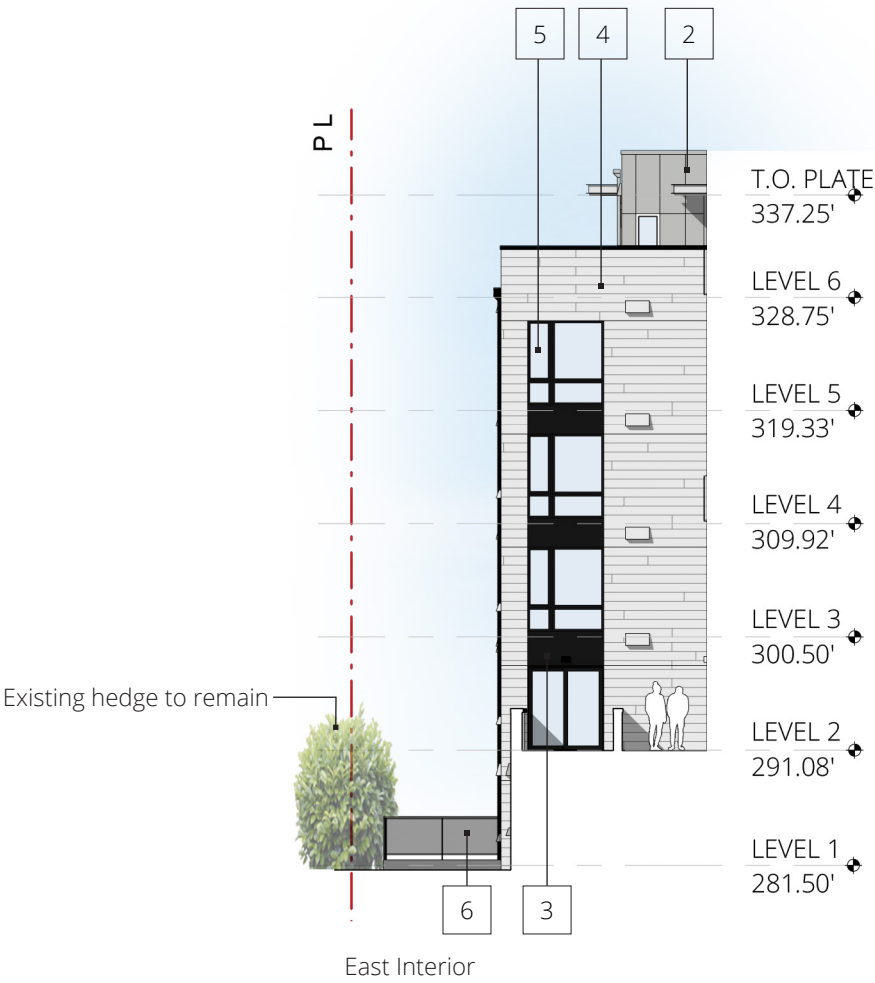 5
4
2
PL
T.O. PLATE
337.25'
LEVEL 6
328.75'
LEVEL 5
319.33'
LEVEL 4
309.92'
LEVEL 3
300.50'
Existing hedge to remain
LEVEL 2
291.08'
LEVEL 1
281.50'
6
3
East Interior